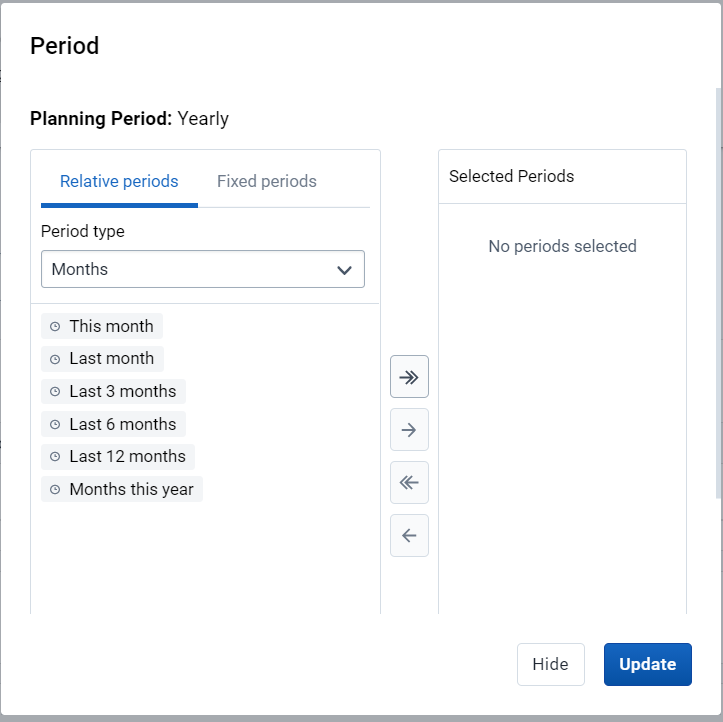 Period
Planning Period: Yearly
Relative periods
Fixed periods
Period type
Months
This month
Last month
Last 3 months
Last 6 months
Last 12 months
Months this year
Selected Periods
No periods selected
Hide
Update